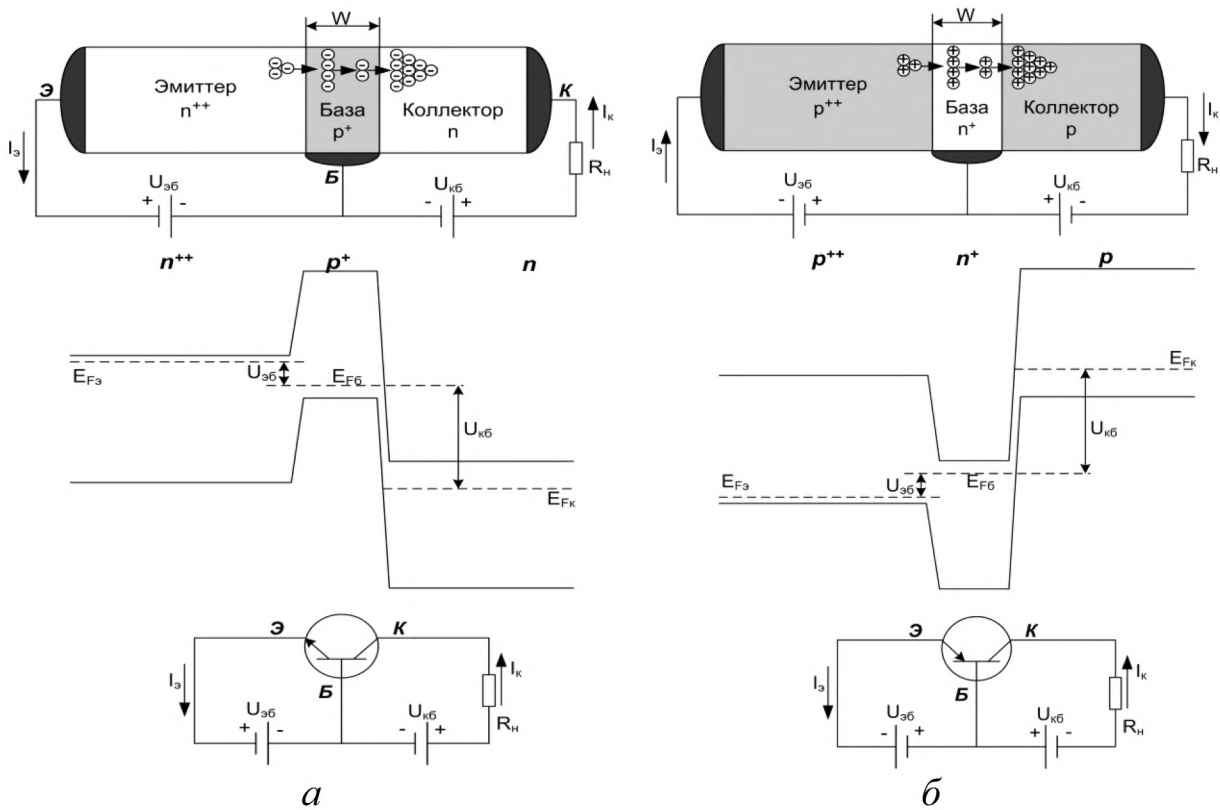 W
Э
Эмиттер
n++
База
p+
Коллектор
n
К
Iэ
Iк
Rн
Б
Uэб
Uкб
+ -
- +
n++ p+ n
EFэ
Uэб
EFб
Uкб
EFк
Э
К
Б
Iэ
Iк
Uэб
Uкб
+ -
- +
Rн
а
W
Эмиттер
p++
База
n+
Коллектор
p
Iэ
Iк
Rн
Uэб
Uкб
- +
+ -
p++ n+ p
EFк
Uкб
EFэ
Uэб
EFб
Э
К
Б
Iэ
Iк
Uэб
Uкб
- +
+ -
Rн
б